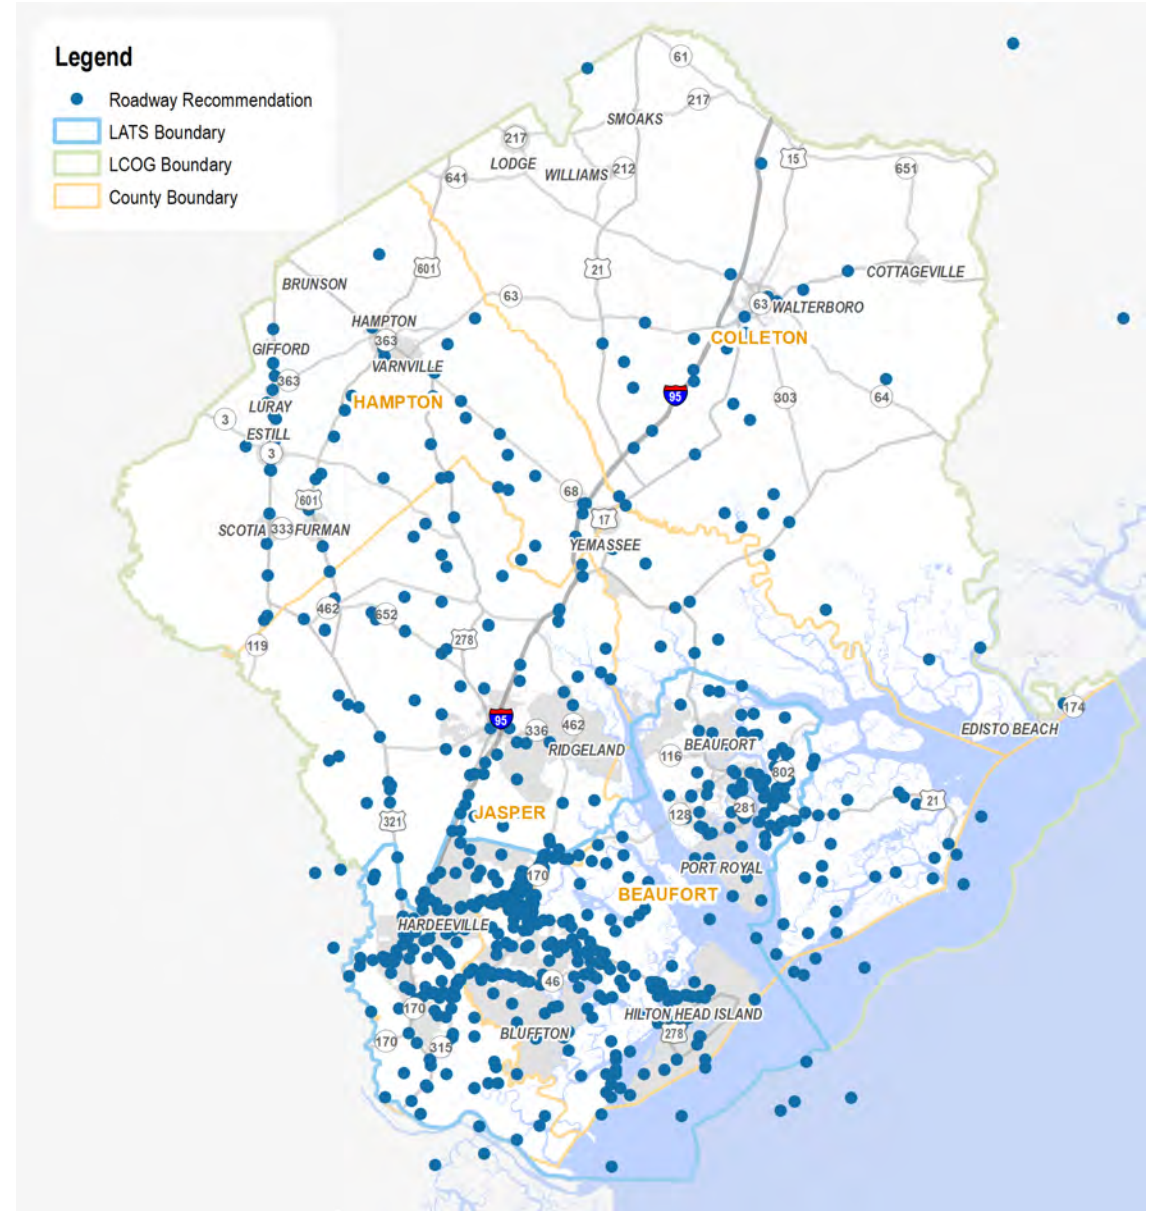 Legend
Roadway Recommendation
LATS Boundary
LCOG Boundary
County Boundary
61
217
SMOAKS
217
LODGE
15
641
WILLIAMS
212
651
601
21
COTTAGEVILLE
BRUNSON
63
63
WALTERBORO
HAMPTON
363
COLLETON
GIFFORD
VARNVILLE
363
95
303
64
LURAY
HAMPTON
3
ESTILL
3
68
601
17
SCOTIA
333
FURMAN
YEMASSEE
462
652
119
278
174
95
336
462
EDISTO BEACH
RIDGELAND
BEAUFORT
116
802
21
JASPER
281
128
321
PORT ROYAL
170
BEAUFORT
HARDEEVILLE
46
170
HILTON HEAD ISLAND
BLUFFTON
278
170
315